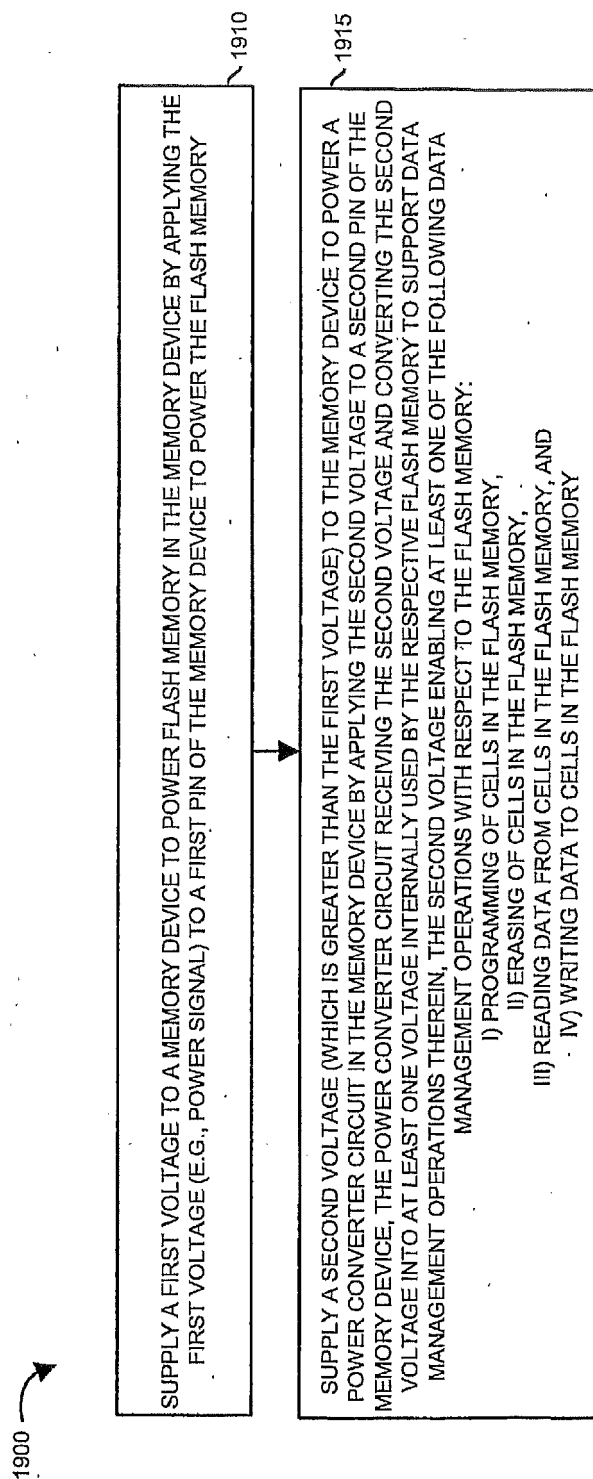 1900
SUPPLY A FIRST VOLTAGE TO A MEMORY DEVICE TO POWER FLASH MEMORY IN THE MEMORY DEVICE BY APPLYING THE
FIRST VOLTAGE (E.G., POWER SIGNAL) TO A FIRST PIN OF THE MEMORY DEVICE TO POWER THE FLASH MEMORY
1910
SUPPLY A SECOND VOLTAGE (WHICH IS GREATER THAN THE FIRST VOLTAGE) TO THE MEMORY DEVICE TO POWER A
POWER CONVERTER CIRCUIT IN THE MEMORY DEVICE BY APPLYING THE SECOND VOLTAGE TO A SECOND PIN OF THE
MEMORY DEVICE, THE POWER CONVERTER CIRCUIT RECEIVING THE SECOND VOLTAGE AND CONVERTING THE SECOND
VOLTAGE INTO AT LEAST ONE VOLTAGE INTERNALLY USED BY THE RESPECTIVE FLASH MEMORY TO SUPPORT DATA
MANAGEMENT OPERATIONS THEREIN, THE SECOND VOLTAGE ENABLING AT LEAST ONE OF THE FOLLOWING DATA
MANAGEMENT OPERATIONS WITH RESPECT TO THE FLASH MEMORY:
I) PROGRAMMING OF CELLS IN THE FLASH MEMORY,
II) ERASING OF CELLS IN THE FLASH MEMORY,
III) READING DATA FROM CELLS IN THE FLASH MEMORY, AND
IV) WRITING DATA TO CELLS IN THE FLASH MEMORY
1915